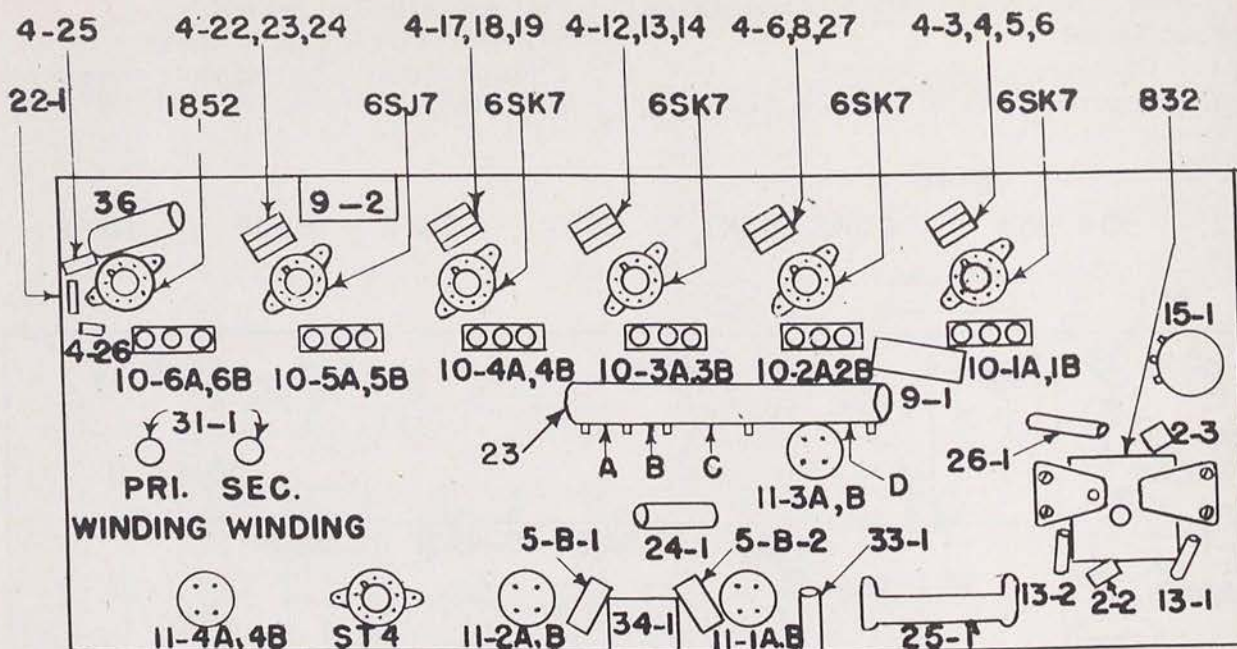 4-25 4-22,23,24 4-17,18,19 4-12,13,14 4-6,8,27 4-3,4,5,6
22-1 1852 6SJ7 6SK7 6SK7 6SK7 6SK7 832
36 9-2
15-1
4-26
10-6A,6B 10-5A,5B 10-4A,4B 10-3A,3B 10-2A2B 10-1A,1B
9-1
31-1
23 A B C D 26-1 2-3
PRI. SEC. 11-3A,B
WINDING WINDING
5-B-1 24-1 5-B-2 33-1
13-2 2-2 13-1
11-4A,4B ST4 11-2A,B 34-1 11-1A,B 25-1